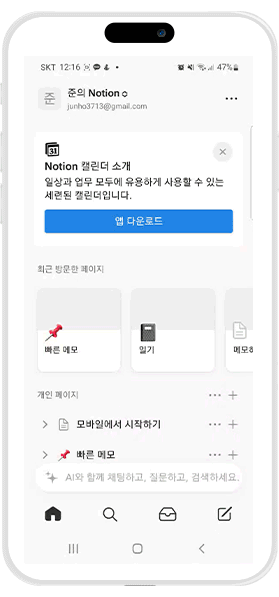 SKT 12:16 47%
준 준의 Notion
junho3713@gmail.com
31
Notion 캘린더 소개
일상과 업무 모두에 유용하게 사용할 수 있는
세련된 캘린더입니다.
앱 다운로드
최근 방문한 페이지
빠른 메모 일기 메모하
개인 페이지
모바일에서 시작하기
빠른 메모
AI와 함께 채팅하고, 질문하고, 검색하세요.